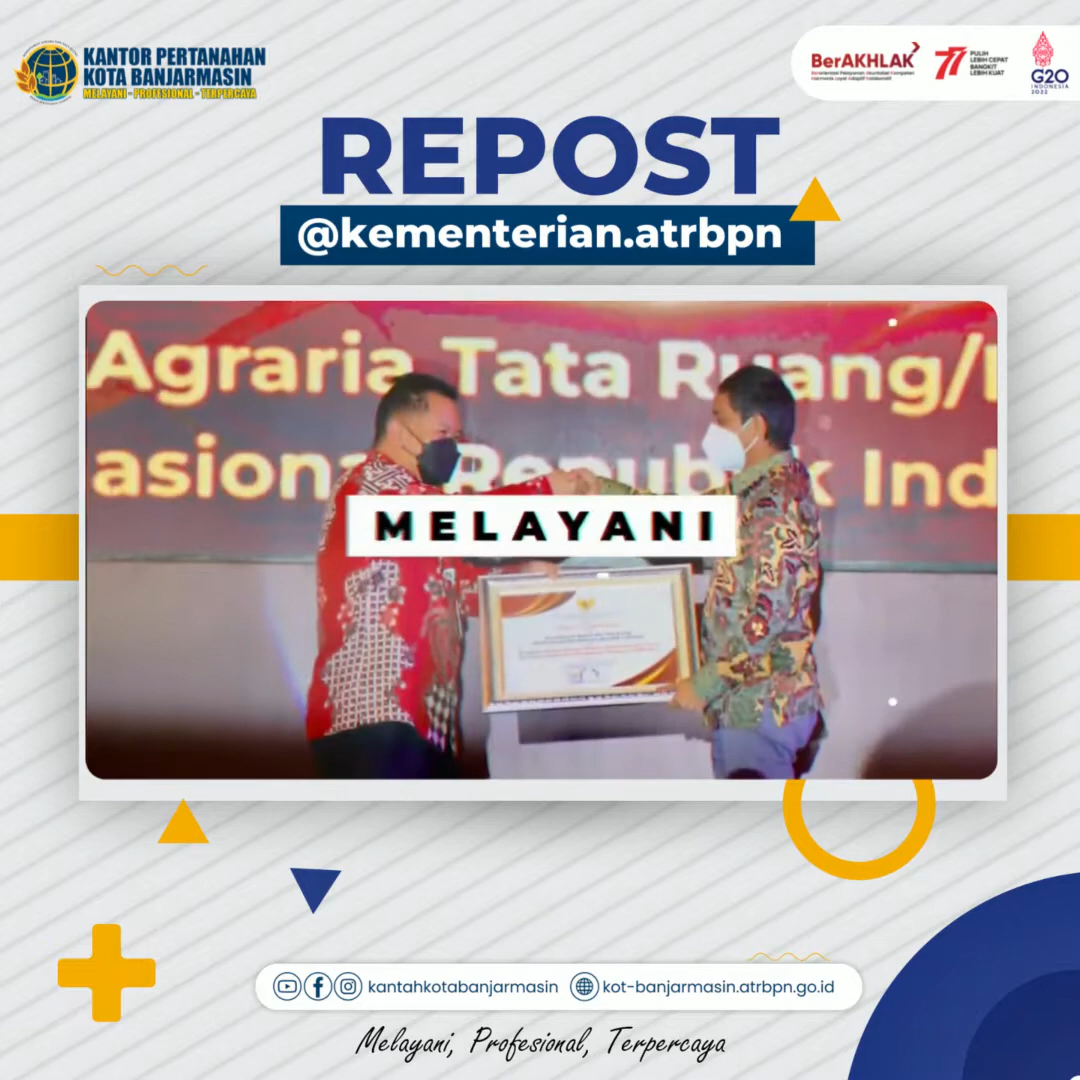 KANTOR PERTANAHAN
KOTA BANJARMASIN
MELAYANI - PROFESIONAL - TERPERCAYA
BerAKHLAK
77
PULIH
LEBIH CEPAT
BANGKIT
LEBIH KUAT
G20
INDONESIA
2022
REPOST
@kementerian.atrbpn
Agraria Tata Ruang/
asiona Republik Ind
MELAYANI
kantahkotabanjarmasin kot-banjarmasin.atrbpn.go.id
Melayani, Profesional, Terpercaya